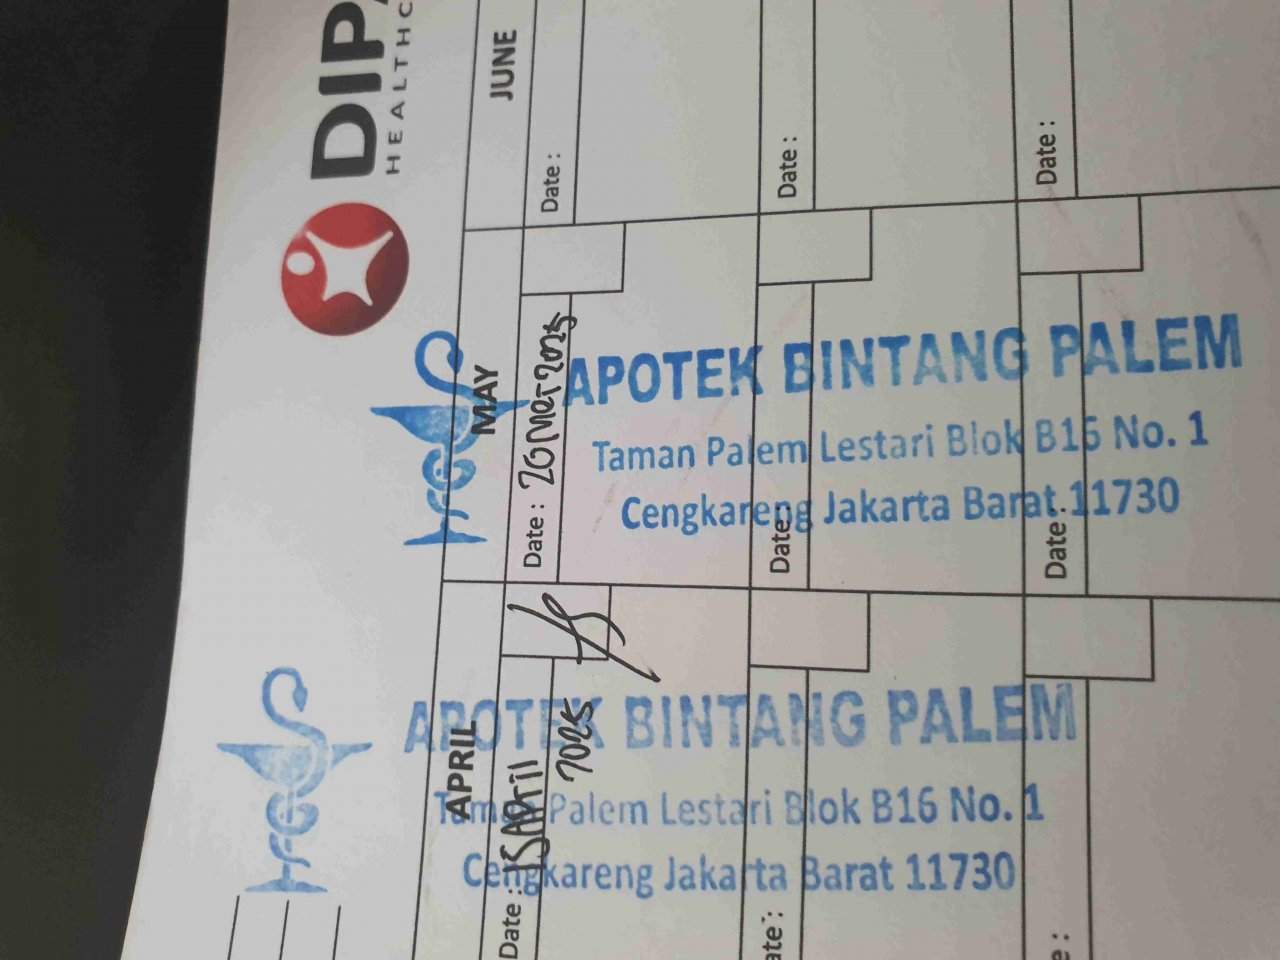 DIPA
HEALTHC
APRIL
MAY
JUNE
Date : 15 April
2025
Date : 20 Mei 2025
Date :
APOTEK BINTANG PALEM
Taman Palem Lestari Blok B16 No. 1
Cengkareng Jakarta Barat 11730
APOTEK BINTANG PALEM
Taman Palem Lestari Blok B16 No. 1
Cengkareng Jakarta Barat 11730
ate :
Date :
Date :
e :
Date :
Date :